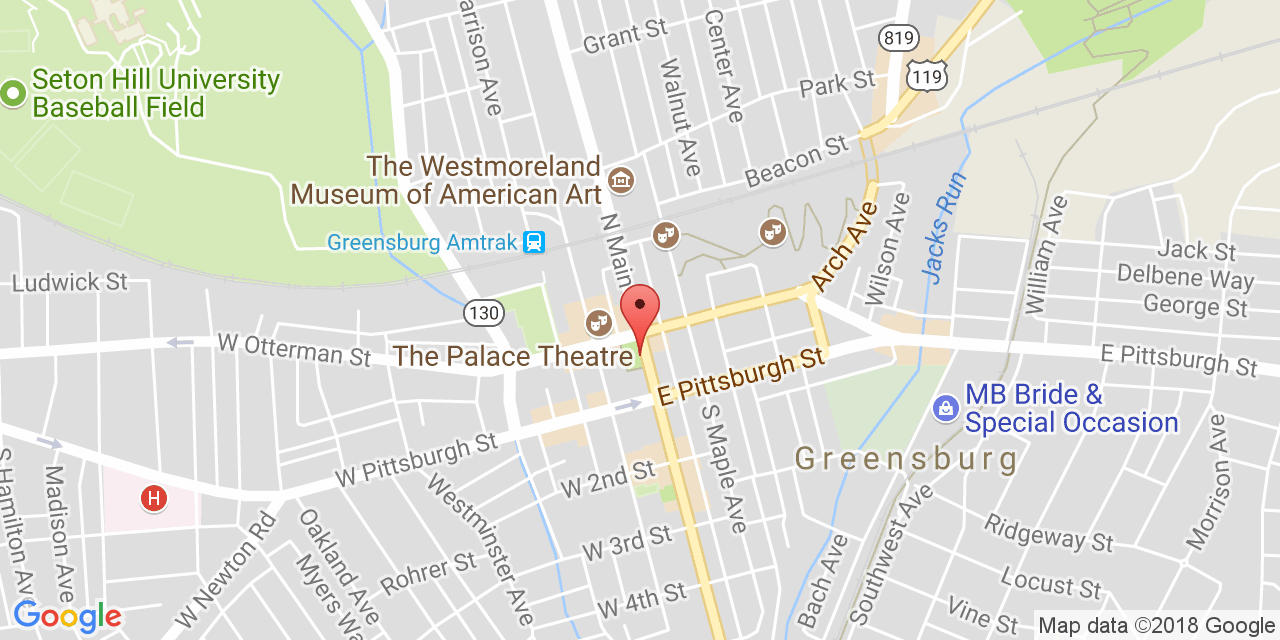 Grant St
Center Ave
819
119
Park St
Walnut Ave
arrison Ave
Seton Hill University
Baseball Field
Beacon St
The Westmoreland
Museum of American Art
N Main
Greensburg Amtrak
Arch Ave
Wilson Ave
Jacks Run
William Ave
Jack St
Delbene Way
George St
Ludwick St
130
W Otterman St
The Palace Theatre
E Pittsburgh St
E Pittsburgh St
MB Bride &
Special Occasion
S Maple Ave
Greensburg
W Pittsburgh St
W 2nd St
H
S Hamilton Av
Madison Ave
W Newton Rd
Oakland Ave
Myers Wa
Westminster Ave
Rohrer St
W 3rd St
W 4th St
Bach Ave
Southwest Ave
Ridgeway St
Morrison Ave
Locust St
Vine St
Google
Map data ©2018 Google